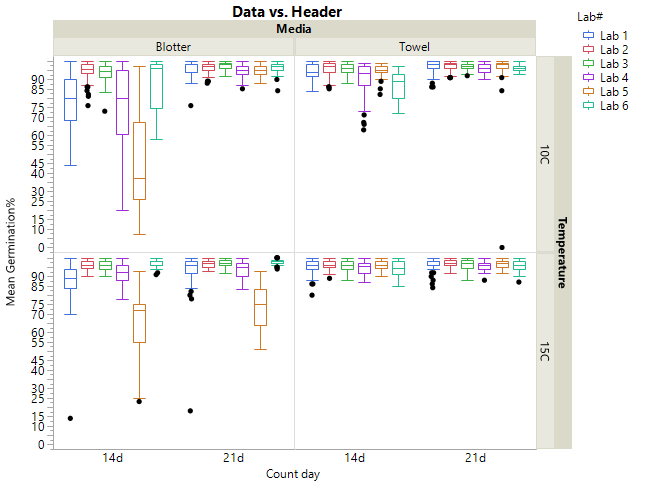 Data vs. Header
Media
Blotter
Towel
Lab#
Lab 1
Lab 2
Lab 3
Lab 4
Lab 5
Lab 6
Mean Germination%
90
85
75
70
60
55
45
40
30
25
15
10
0
10C
90
85
75
70
60
55
45
40
30
25
15
10
0
15C
Temperature
14d
21d
14d
21d
Count day